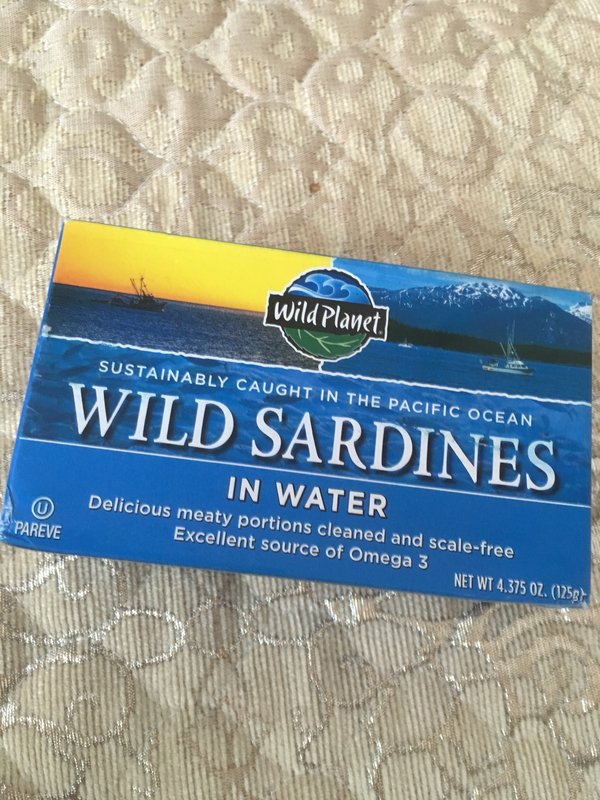 Wild Planet
SUSTAINABLY CAUGHT IN THE PACIFIC OCEAN
WILD SARDINES
IN WATER
Delicious meaty portions cleaned and scale-free
Excellent source of Omega 3
U
PAREVE
NET WT 4.375 OZ. (125g)